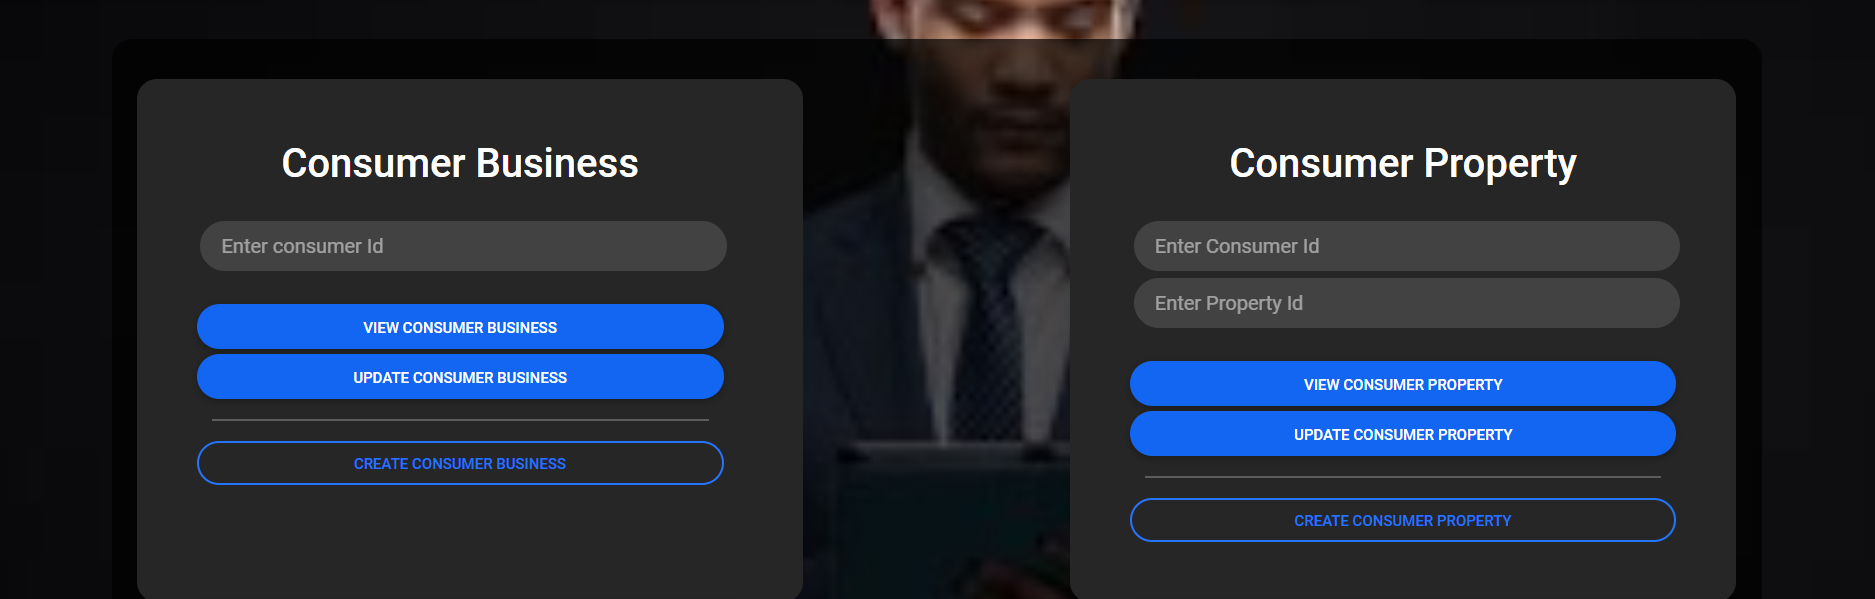 Consumer Business
Enter consumer Id
VIEW CONSUMER BUSINESS
UPDATE CONSUMER BUSINESS
CREATE CONSUMER BUSINESS
Consumer Property
Enter Consumer Id
Enter Property Id
VIEW CONSUMER PROPERTY
UPDATE CONSUMER PROPERTY
CREATE CONSUMER PROPERTY